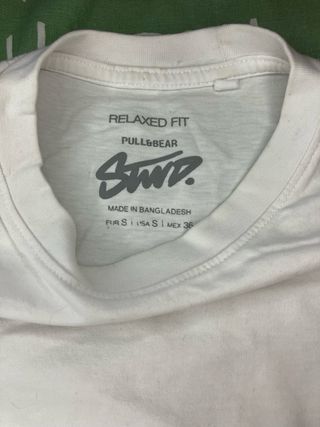 RELAXED FIT
PULL&BEAR
STWD.
MADE IN BANGLADESH
EUR S | USA S | MEX 36